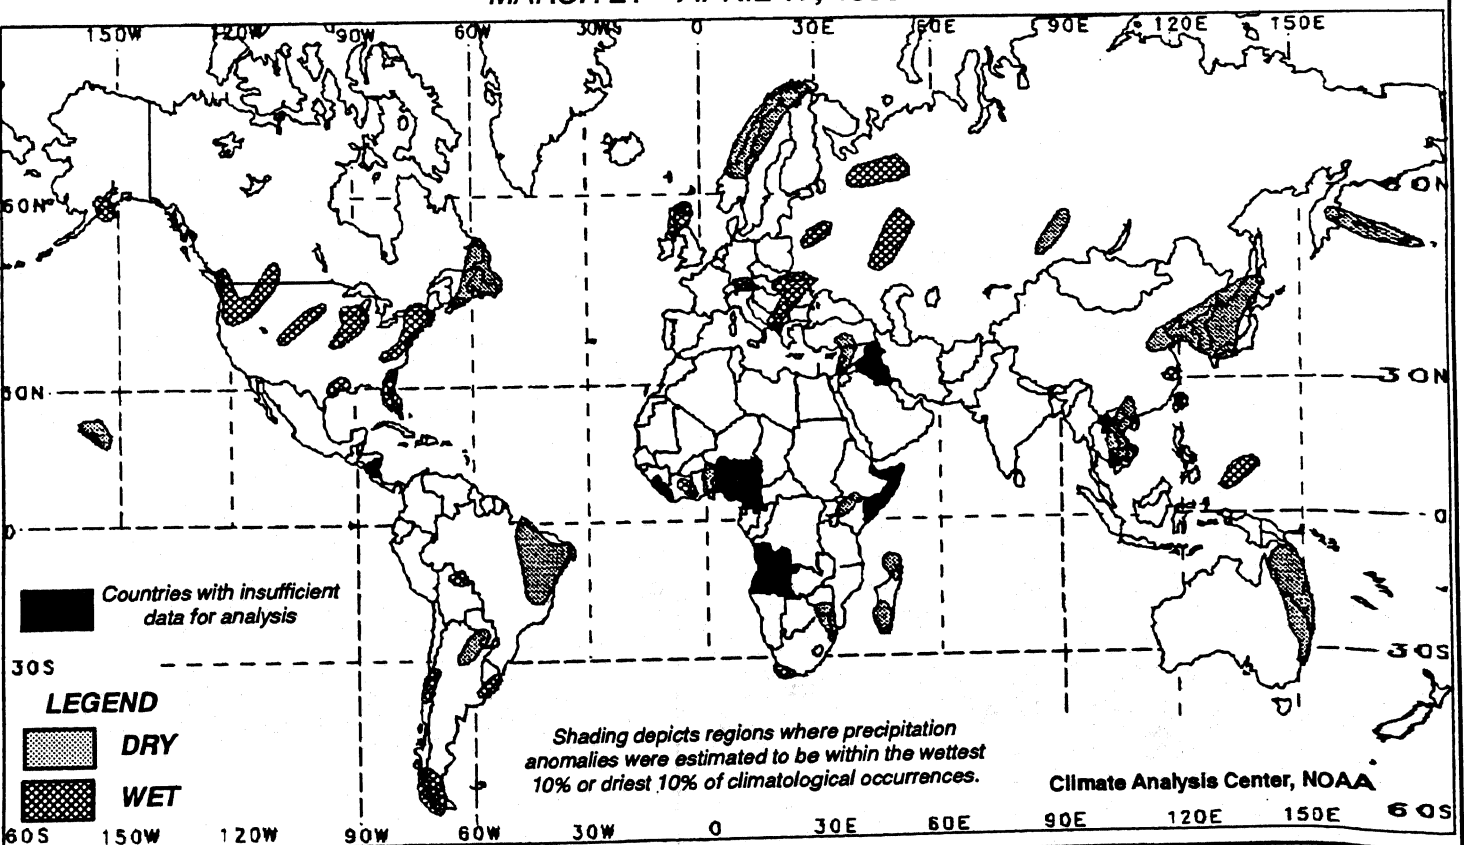 150W 120W 90W 60W 30W 0 30E 60E 90E 120E 150E
60N 60N
30N 30N
0 0
Countries with insufficient
data for analysis
30S 30S
LEGEND
DRY
WET
Shading depicts regions where precipitation
anomalies were estimated to be within the wettest
10% or driest 10% of climatological occurrences.
Climate Analysis Center, NOAA
60S 150W 120W 90W 60W 30W 0 30E 60E 90E 120E 150E 60S